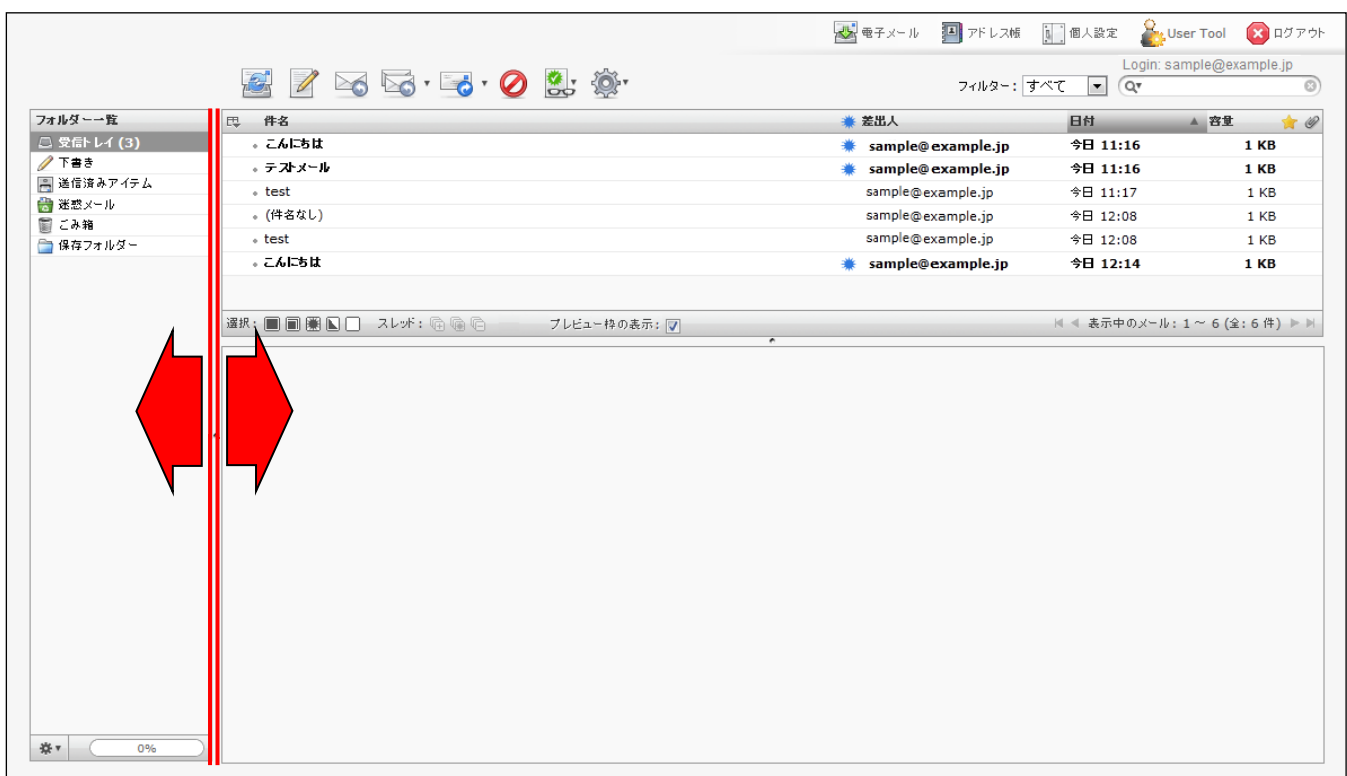 電子メール アドレス帳 個人設定 User Tool ログアウト
Login: sample@example.jp
フィルター: すべて
フォルダー一覧
受信トレイ (3)
下書き
送信済みアイテム
迷惑メール
ごみ箱
保存フォルダー
0%
件名 差出人 日付 容量
こんにちは sample@example.jp 今日 11:16 1 KB
テストメール sample@example.jp 今日 11:16 1 KB
test sample@example.jp 今日 11:17 1 KB
(件名なし) sample@example.jp 今日 12:08 1 KB
test sample@example.jp 今日 12:08 1 KB
こんにちは sample@example.jp 今日 12:14 1 KB
選択: スレッド: プレビュー枠の表示: 表示中のメール: 1 ~ 6 (全: 6 件)